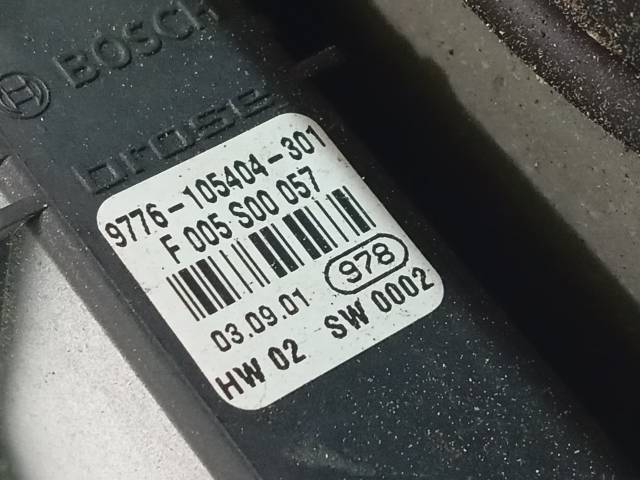 BOSCH
brose
9776-105404-301
F 005 S00 057
03.09.01 978
HW 02 SW 0002